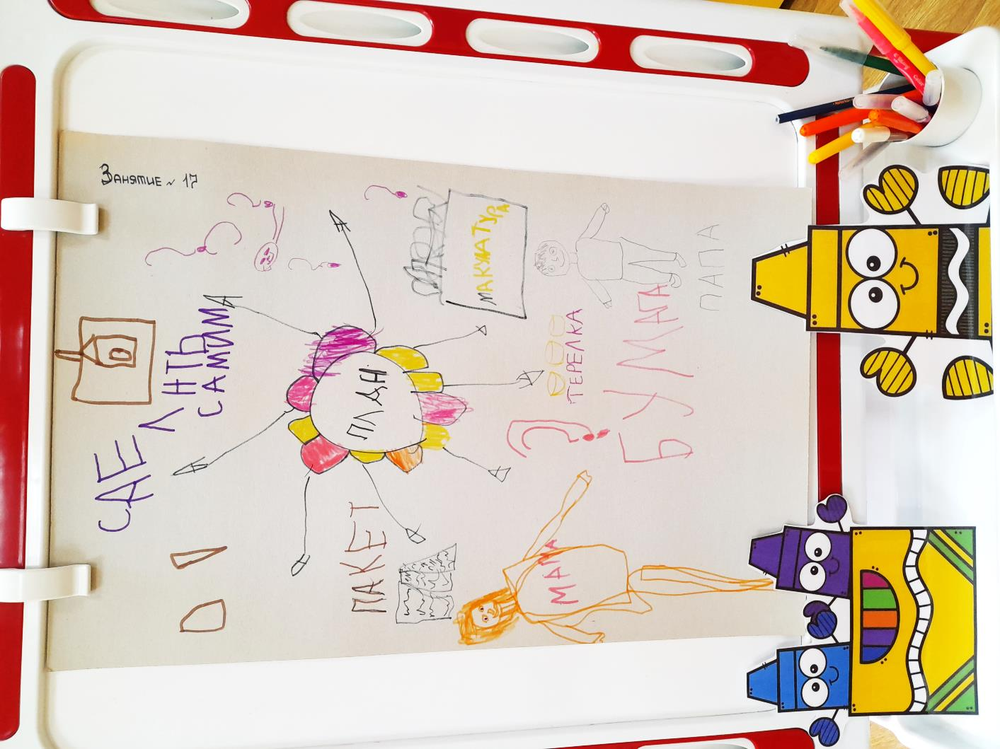 Занятие № 17
СДЕЛАТЬ
САМИМ
ПЛАН
ПАКЕТ
МАКУЛАТУРА
ТЕРЕЛКА
?
БУМАГА
МАМА
ПАПА